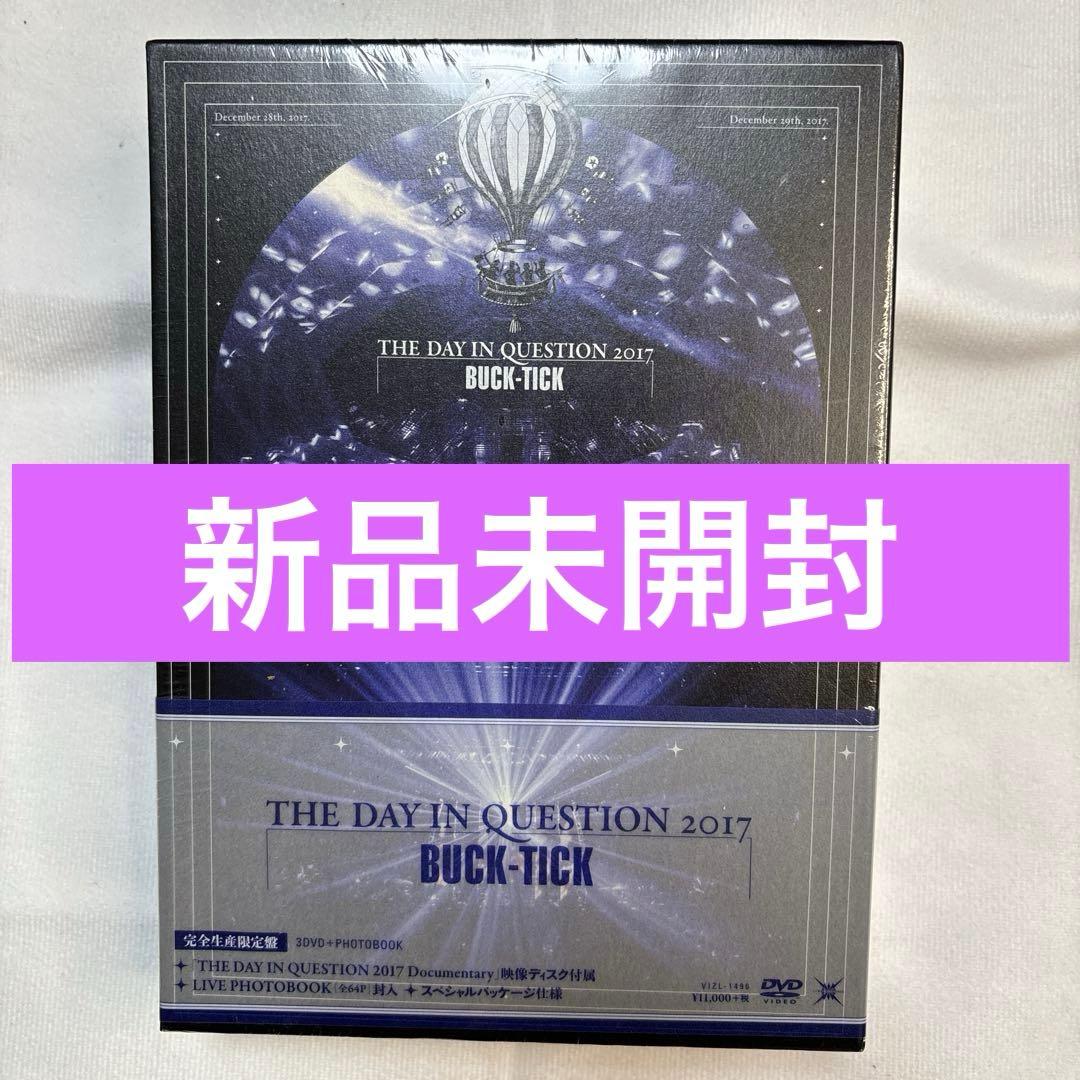 December 28th, 2017.
December 29th, 2017.
THE DAY IN QUESTION 2017
BUCK-TICK
新品未開封
THE DAY IN QUESTION 2017
BUCK-TICK
完全生産限定盤 3DVD+PHOTOBOOK
✦「THE DAY IN QUESTION 2017 Documentary」映像ディスク付属
✦ LIVE PHOTOBOOK（全64P）封入 ✦ スペシャルパッケージ仕様
VIZL-1496
¥11,000+税
DVD
VIDEO